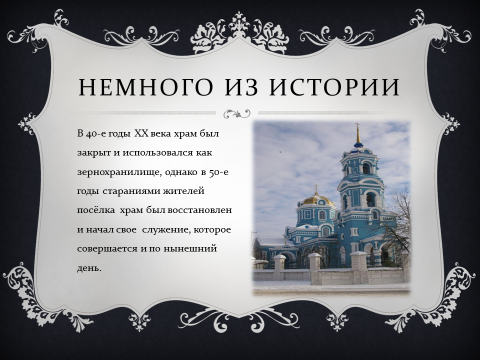 НЕМНОГО ИЗ ИСТОРИИ
В 40-е годы XX века храм был
закрыт и использовался как
зернохранилище, однако в 50-е
годы стараниями жителей
посёлка храм был восстановлен
и начал свое служение, которое
совершается и по нынешний
день.